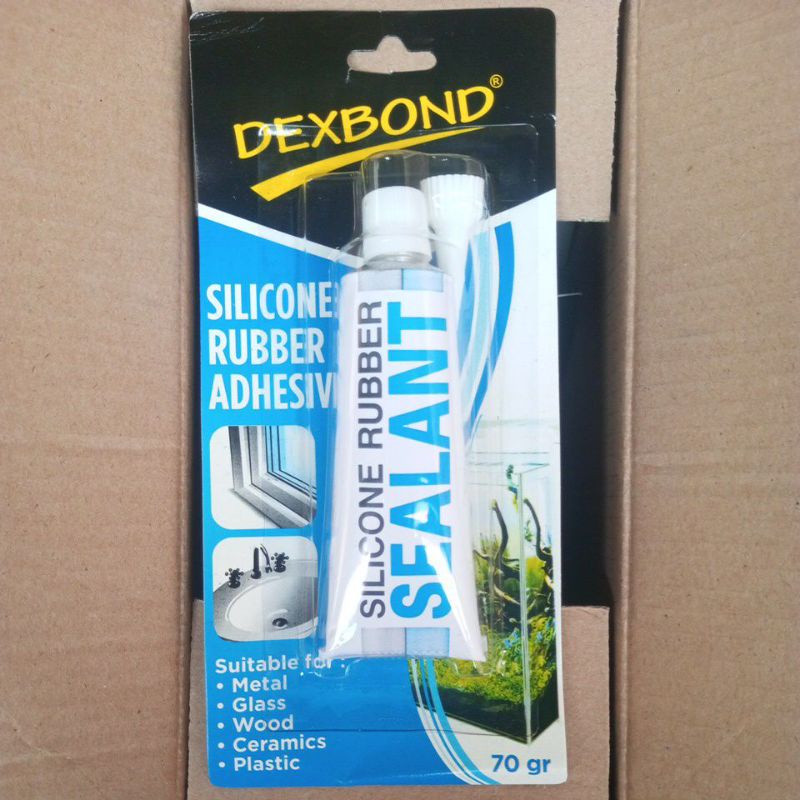 DEXBOND®
SILICONE
RUBBER
ADHESIV
SILICONE RUBBER
SEALANT
Suitable for :
• Metal
• Glass
• Wood
• Ceramics
• Plastic
70 gr